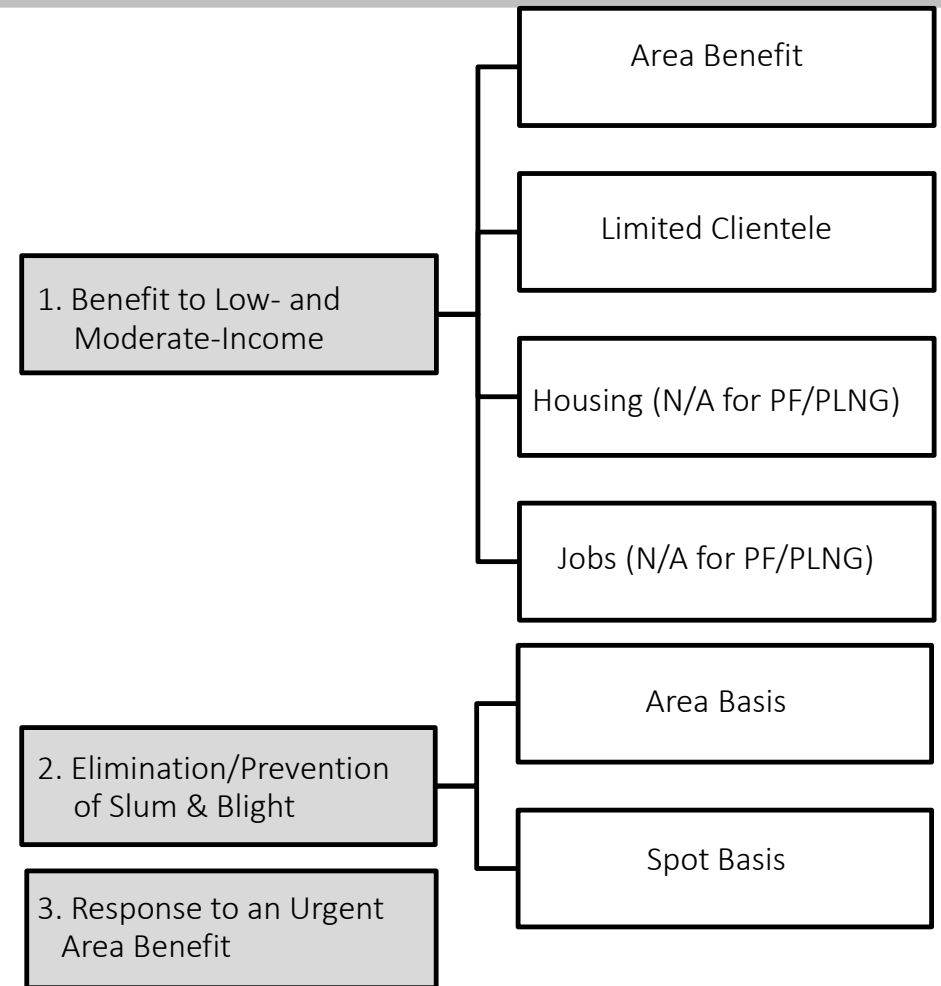 Area Benefit
Limited Clientele
1. Benefit to Low- and
Moderate-Income
Housing (N/A for PF/PLNG)
Jobs (N/A for PF/PLNG)
Area Basis
2. Elimination/Prevention
of Slum & Blight
Spot Basis
3. Response to an Urgent
Area Benefit